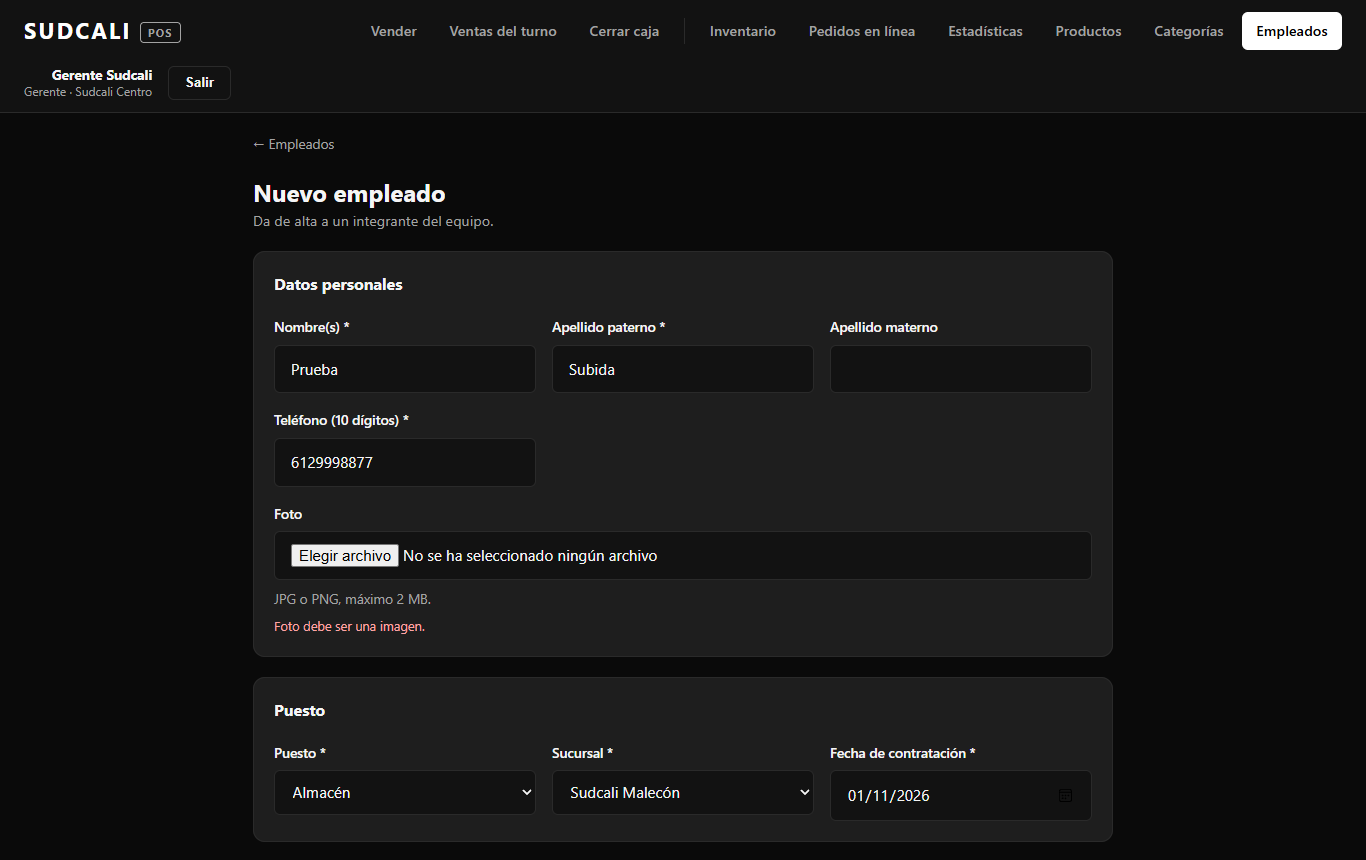 SUDCALI POS
Vender Ventas del turno Cerrar caja Inventario Pedidos en línea Estadísticas Productos Categorías Empleados
Gerente Sudcali
Gerente · Sudcali Centro
Salir
← Empleados
Nuevo empleado
Da de alta a un integrante del equipo.
Datos personales
Nombre(s) * Apellido paterno * Apellido materno
Prueba Subida
Teléfono (10 dígitos) *
6129998877
Foto
Elegir archivo No se ha seleccionado ningún archivo
JPG o PNG, máximo 2 MB.
Foto debe ser una imagen.
Puesto
Puesto * Sucursal * Fecha de contratación *
Almacén Sudcali Malecón 01/11/2026